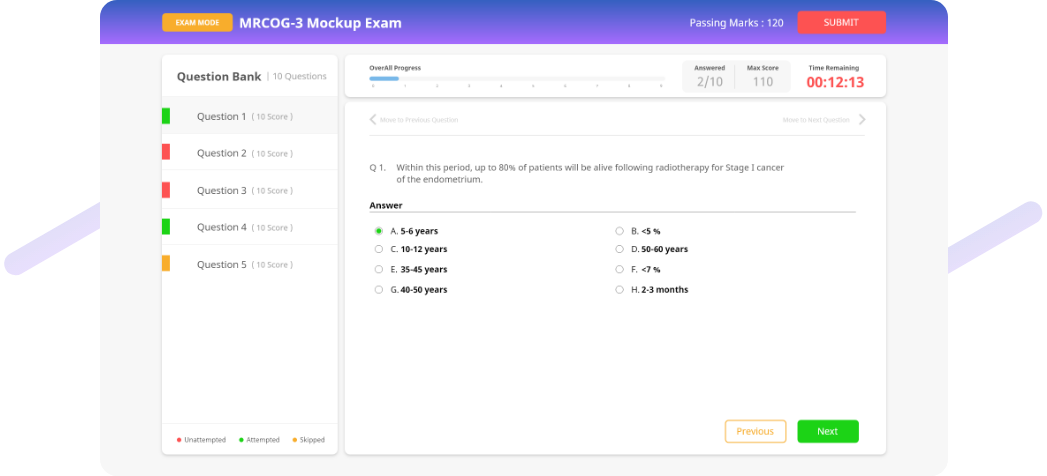 EXAM MODE MRCOG-3 Mockup Exam
Passing Marks : 120
SUBMIT
Question Bank | 10 Questions
Question 1 ( 10 Score )
Question 2 ( 10 Score )
Question 3 ( 10 Score )
Question 4 ( 10 Score )
Question 5 ( 10 Score )
Unattempted Attempted Skipped
OverAll Progress
Answered
2/10
Max Score
110
Time Remaining
00:12:13
Move to Previous Question
Move to Next Question
Q 1. Within this period, up to 80% of patients will be alive following radiotherapy for Stage I cancer
of the endometrium.
Answer
A. 5-6 years
B. <5 %
C. 10-12 years
D. 50-60 years
E. 35-45 years
F. <7 %
G. 40-50 years
H. 2-3 months
Previous
Next